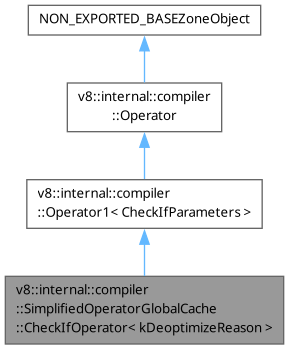 NON_EXPORTED_BASEZoneObject
v8::internal::compiler
::Operator
v8::internal::compiler
::Operator1< CheckIfParameters >
v8::internal::compiler
::SimplifiedOperatorGlobalCache
::CheckIfOperator< kDeoptimizeReason >